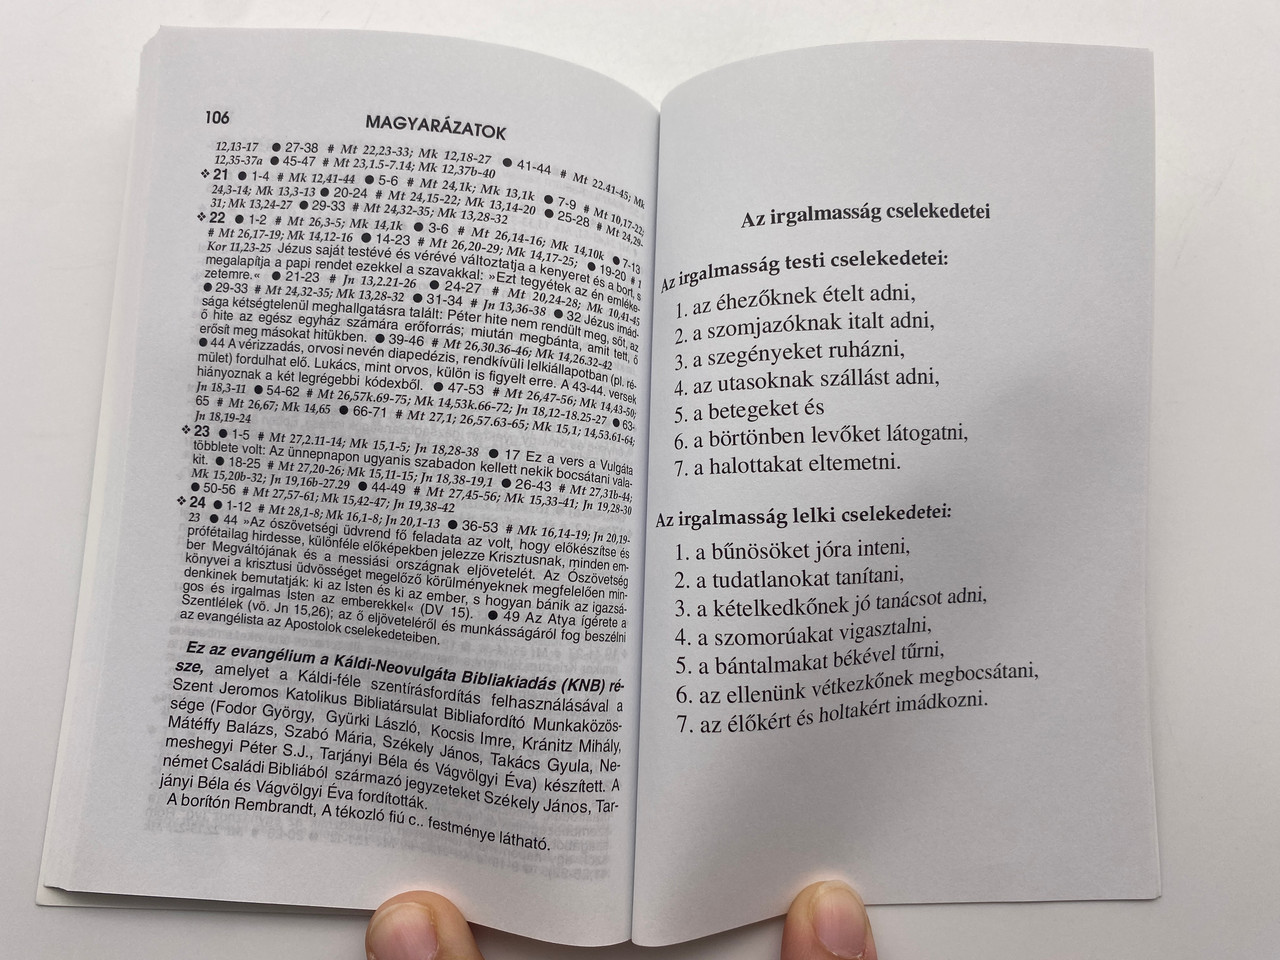 106
MAGYARÁZATOK
12,13-17 ● 27-38 # Mt 22,23-33; Mk 12,18-27 ● 41-44 # Mt 22.41-45; Mk
12,35-37a ● 45-47 # Mt 23,1.5-7.14; Mk 12,37b-40
❖ 21 ● 1-4 # Mk 12,41-44 ● 5-6 # Mt 24,1k; Mk 13,1k ● 7-9 # Mt 10,17-22;
24,3-14; Mk 13,3-13 ● 20-24 # Mt 24,15-22; Mk 13,14-20 ● 25-28 # Mt 24,29-
31; Mk 13,24-27 ● 29-33 # Mt 24,32-35; Mk 13,28-32
❖ 22 ● 1-2 # Mt 26,3-5; Mk 14,1k ● 3-6 # Mt 26,14-16; Mk 14,10k ● 7-13
# Mt 26,17-19; Mk 14,12-16 ● 14-23 # Mt 26,20-29; Mk 14,17-25; ● 19-20 # 1
Kor 11,23-25 Jézus saját testévé és vérévé változtatja a kenyeret és a bort, s
megalapítja a papi rendet ezekkel a szavakkal: »Ezt tegyétek az én emléke-
zetemre.« ● 21-23 # Jn 13,2.21-26 ● 24-27 # Mt 20,24-28; Mk 10,41-45
● 29-33 # Mt 24,32-35; Mk 13,28-32 ● 31-34 # Jn 13,36-38 ● 32 Jézus imád-
sága kétségtelenül meghallgatásra talált: Péter hite nem rendült meg, sőt, az
ő hite az egész egyház számára erőforrás; miután megbánta, amit tett, ő
erősít meg másokat hitükben. ● 39-46 # Mt 26,30.36-46; Mk 14,26.32-42
● 44 A vérizzadás, orvosi nevén diapedézis, rendkívüli lelkiállapotban (pl. ré-
mület) fordulhat elő. Lukács, mint orvos, külön is figyelt erre. A 43-44. versek
hiányoznak a két legrégebbi kódexből. ● 47-53 # Mt 26,47-56; Mk 14,43-50;
Jn 18,3-11 ● 54-62 # Mt 26,57k.69-75; Mk 14,53k.66-72; Jn 18,12-18.25-27 ● 63-
65 # Mt 26,67; Mk 14,65 ● 66-71 # Mt 27,1; 26,57.63-65; Mk 15,1; 14,53.61-64;
Jn 18,19-24
❖ 23 ● 1-5 # Mt 27,2.11-14; Mk 15,1-5; Jn 18,28-38 ● 17 Ez a vers a Vulgáta
többlete volt: Az ünnepnapon ugyanis szabadon kellett nekik bocsátani vala-
kit. ● 18-25 # Mt 27,20-26; Mk 15,11-15; Jn 18,38-19,1 ● 26-43 # Mt 27,31b-44;
Mk 15,20b-32; Jn 19,16b-27.29 ● 44-49 # Mt 27,45-56; Mk 15,33-41; Jn 19,28-30
● 50-56 # Mt 27,57-61; Mk 15,42-47; Jn 19,38-42
❖ 24 ● 1-12 # Mt 28,1-8; Mk 16,1-8; Jn 20,1-13 ● 36-53 # Mk 16,14-19; Jn 20,19-
23 ● 44 »Az ószövetségi üdvrend fő feladata az volt, hogy előkészítse és
prófétailag hirdesse, különféle előképekben jelezze Krisztusnak, minden em-
ber Megváltójának és a messiási országnak eljövetelét. Az Ószövetség
könyvei a krisztusi üdvösséget megelőző körülményeknek megfelelően min-
denkinek bemutatják: ki az Isten és ki az ember, s hogyan bánik az igazsá-
gos és irgalmas Isten az emberekkel« (DV 15). ● 49 Az Atya ígérete a
Szentlélek (vö. Jn 15,26); az ő eljöveteléről és munkásságáról fog beszélni
az evangélista az Apostolok cselekedeteiben.
Ez az evangélium a Káldi-Neovulgáta Bibliakiadás (KNB) ré-
sze, amelyet a Káldi-féle szentírásfordítás felhasználásával a
Szent Jeromos Katolikus Bibliatársulat Bibliafordító Munkaközös-
sége (Fodor György, Gyürki László, Kocsis Imre, Kránitz Mihály,
Mátéffy Balázs, Szabó Mária, Székely János, Takács Gyula, Ne-
meshegyi Péter S.J., Tarjányi Béla és Vágvölgyi Éva) készített. A
német Családi Bibliából származó jegyzeteket Székely János, Tar-
jányi Béla és Vágvölgyi Éva fordították.
A borítón Rembrandt, A tékozló fiú c.. festménye látható.
Az irgalmasság cselekedetei
Az irgalmasság testi cselekedetei:
1. az éhezőknek ételt adni,
2. a szomjazóknak italt adni,
3. a szegényeket ruházni,
4. az utasoknak szállást adni,
5. a betegeket és
6. a börtönben levőket látogatni,
7. a halottakat eltemetni.
Az irgalmasság lelki cselekedetei:
1. a bűnösöket jóra inteni,
2. a tudatlanokat tanítani,
3. a kételkedkőnek jó tanácsot adni,
4. a szomorúakat vigasztalni,
5. a bántalmakat békével tűrni,
6. az ellenünk vétkezkőnek megbocsátani,
7. az élőkért és holtakért imádkozni.